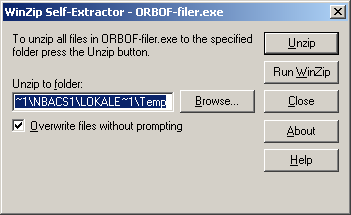 WinZip Self-Extractor - ORBOF-filer.exe
To unzip all files in ORBOF-filer.exe to the specified
folder press the Unzip button.
Unzip to folder:
~1\NBACS1\LOKALE~1\Temp
Browse...
Overwrite files without prompting
Unzip
Run WinZip
Close
About
Help